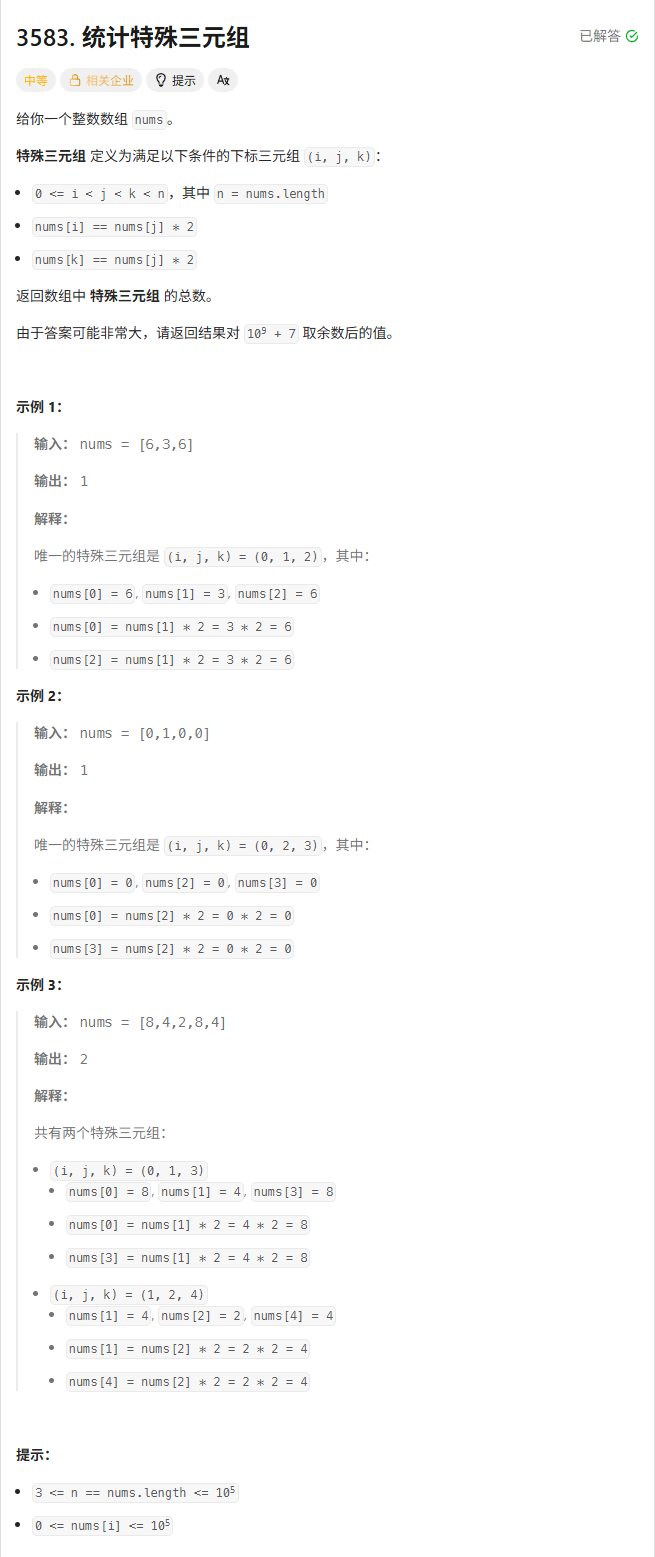 3583. 统计特殊三元组
已解答
中等 相关企业 提示 Ax
给你一个整数数组 nums。
特殊三元组 定义为满足以下条件的下标三元组 (i, j, k)：
0 <= i < j < k < n，其中 n = nums.length
nums[i] == nums[j] * 2
nums[k] == nums[j] * 2
返回数组中 特殊三元组 的总数。
由于答案可能非常大，请返回结果对 10⁹ + 7 取余数后的值。
示例 1：
输入： nums = [6,3,6]
输出： 1
解释：
唯一的特殊三元组是 (i, j, k) = (0, 1, 2)，其中：
nums[0] = 6, nums[1] = 3, nums[2] = 6
nums[0] = nums[1] * 2 = 3 * 2 = 6
nums[2] = nums[1] * 2 = 3 * 2 = 6
示例 2：
输入： nums = [0,1,0,0]
输出： 1
解释：
唯一的特殊三元组是 (i, j, k) = (0, 2, 3)，其中：
nums[0] = 0, nums[2] = 0, nums[3] = 0
nums[0] = nums[2] * 2 = 0 * 2 = 0
nums[3] = nums[2] * 2 = 0 * 2 = 0
示例 3：
输入： nums = [8,4,2,8,4]
输出： 2
解释：
共有两个特殊三元组：
(i, j, k) = (0, 1, 3)
nums[0] = 8, nums[1] = 4, nums[3] = 8
nums[0] = nums[1] * 2 = 4 * 2 = 8
nums[3] = nums[1] * 2 = 4 * 2 = 8
(i, j, k) = (1, 2, 4)
nums[1] = 4, nums[2] = 2, nums[4] = 4
nums[1] = nums[2] * 2 = 2 * 2 = 4
nums[4] = nums[2] * 2 = 2 * 2 = 4
提示：
3 <= n == nums.length <= 10⁵
0 <= nums[i] <= 10⁵